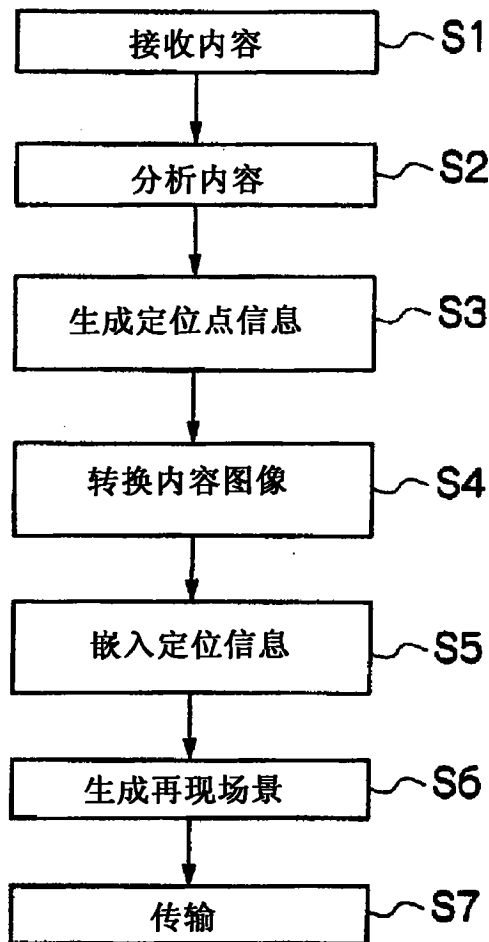 接收内容 S1
分析内容 S2
生成定位点信息 S3
转换内容图像 S4
嵌入定位信息 S5
生成再现场景 S6
传输 S7